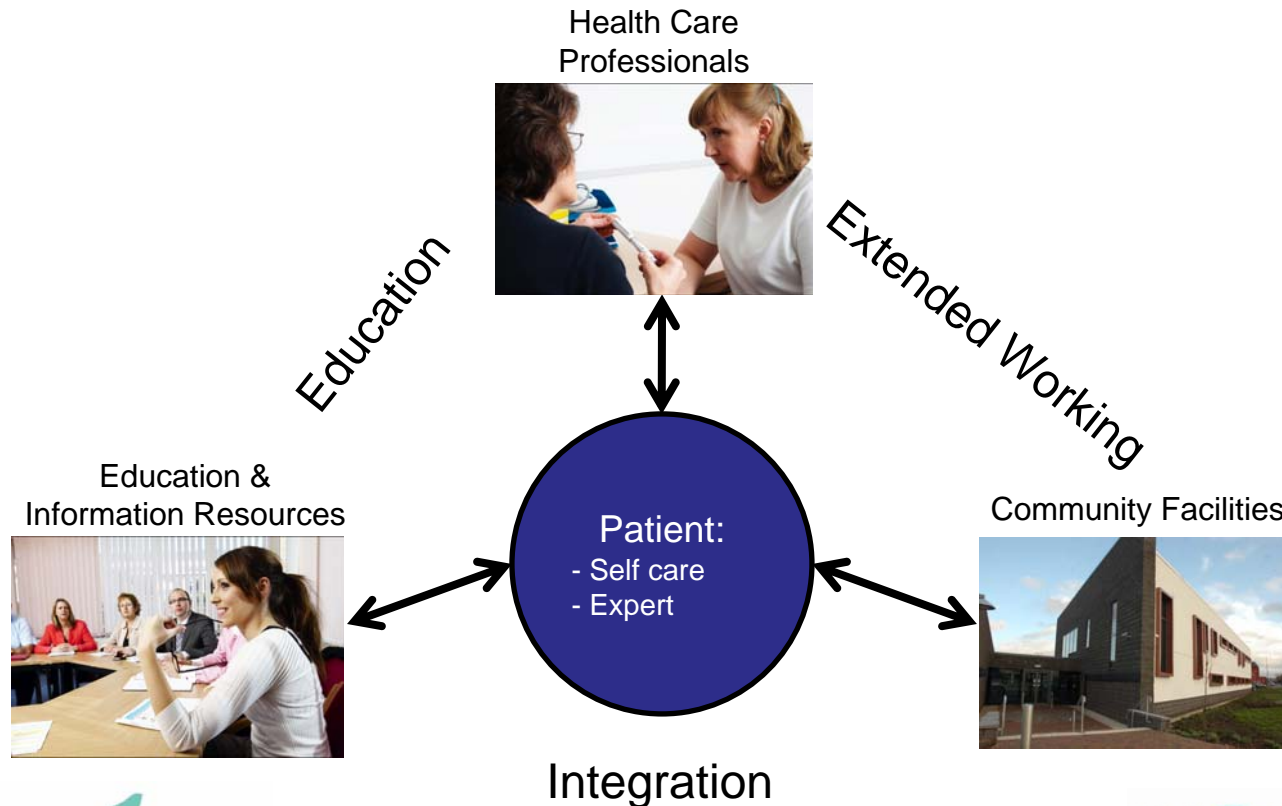 Health Care
Professionals
Education
Extended Working
Education &
Information Resources
Community Facilities
Patient:
- Self care
- Expert
Integration